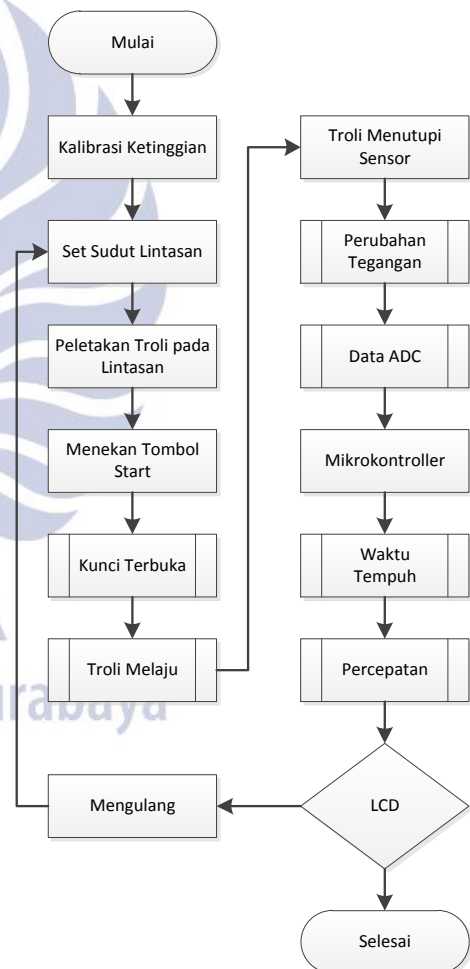 Mulai
Kalibrasi Ketinggian
Set Sudut Lintasan
Peletakan Troli pada
Lintasan
Menekan Tombol
Start
Kunci Terbuka
Troli Melaju
Troli Menutupi
Sensor
Perubahan
Tegangan
Data ADC
Mikrokontroller
Waktu
Tempuh
Percepatan
LCD
Mengulang
Selesai